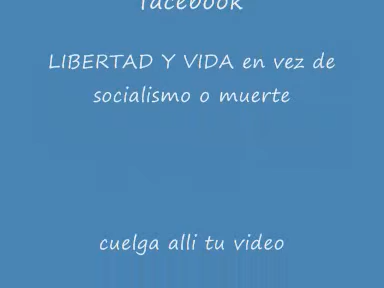 facebook
LIBERTAD Y VIDA en vez de
socialismo o muerte
cuelga alli tu video